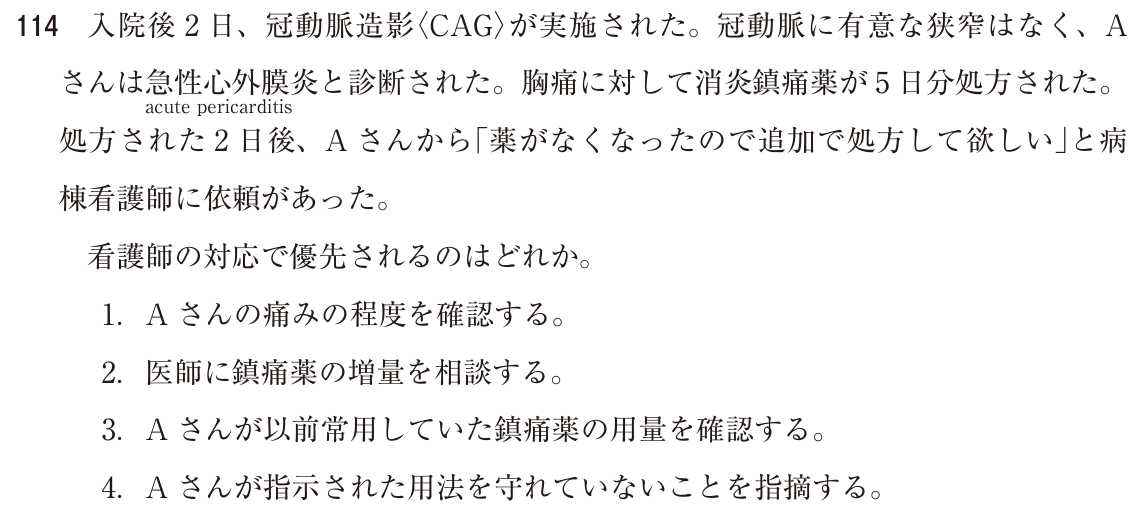 114 入院後 2 日、冠動脈造影〈CAG〉が実施された。冠動脈に有意な狭窄はなく、A
さんは急性心外膜炎と診断された。胸痛に対して消炎鎮痛薬が 5 日分処方された。
acute pericarditis
処方された 2 日後、A さんから「薬がなくなったので追加で処方して欲しい」と病
棟看護師に依頼があった。
看護師の対応で優先されるのはどれか。
1. A さんの痛みの程度を確認する。
2. 医師に鎮痛薬の増量を相談する。
3. A さんが以前常用していた鎮痛薬の用量を確認する。
4. A さんが指示された用法を守れていないことを指摘する。